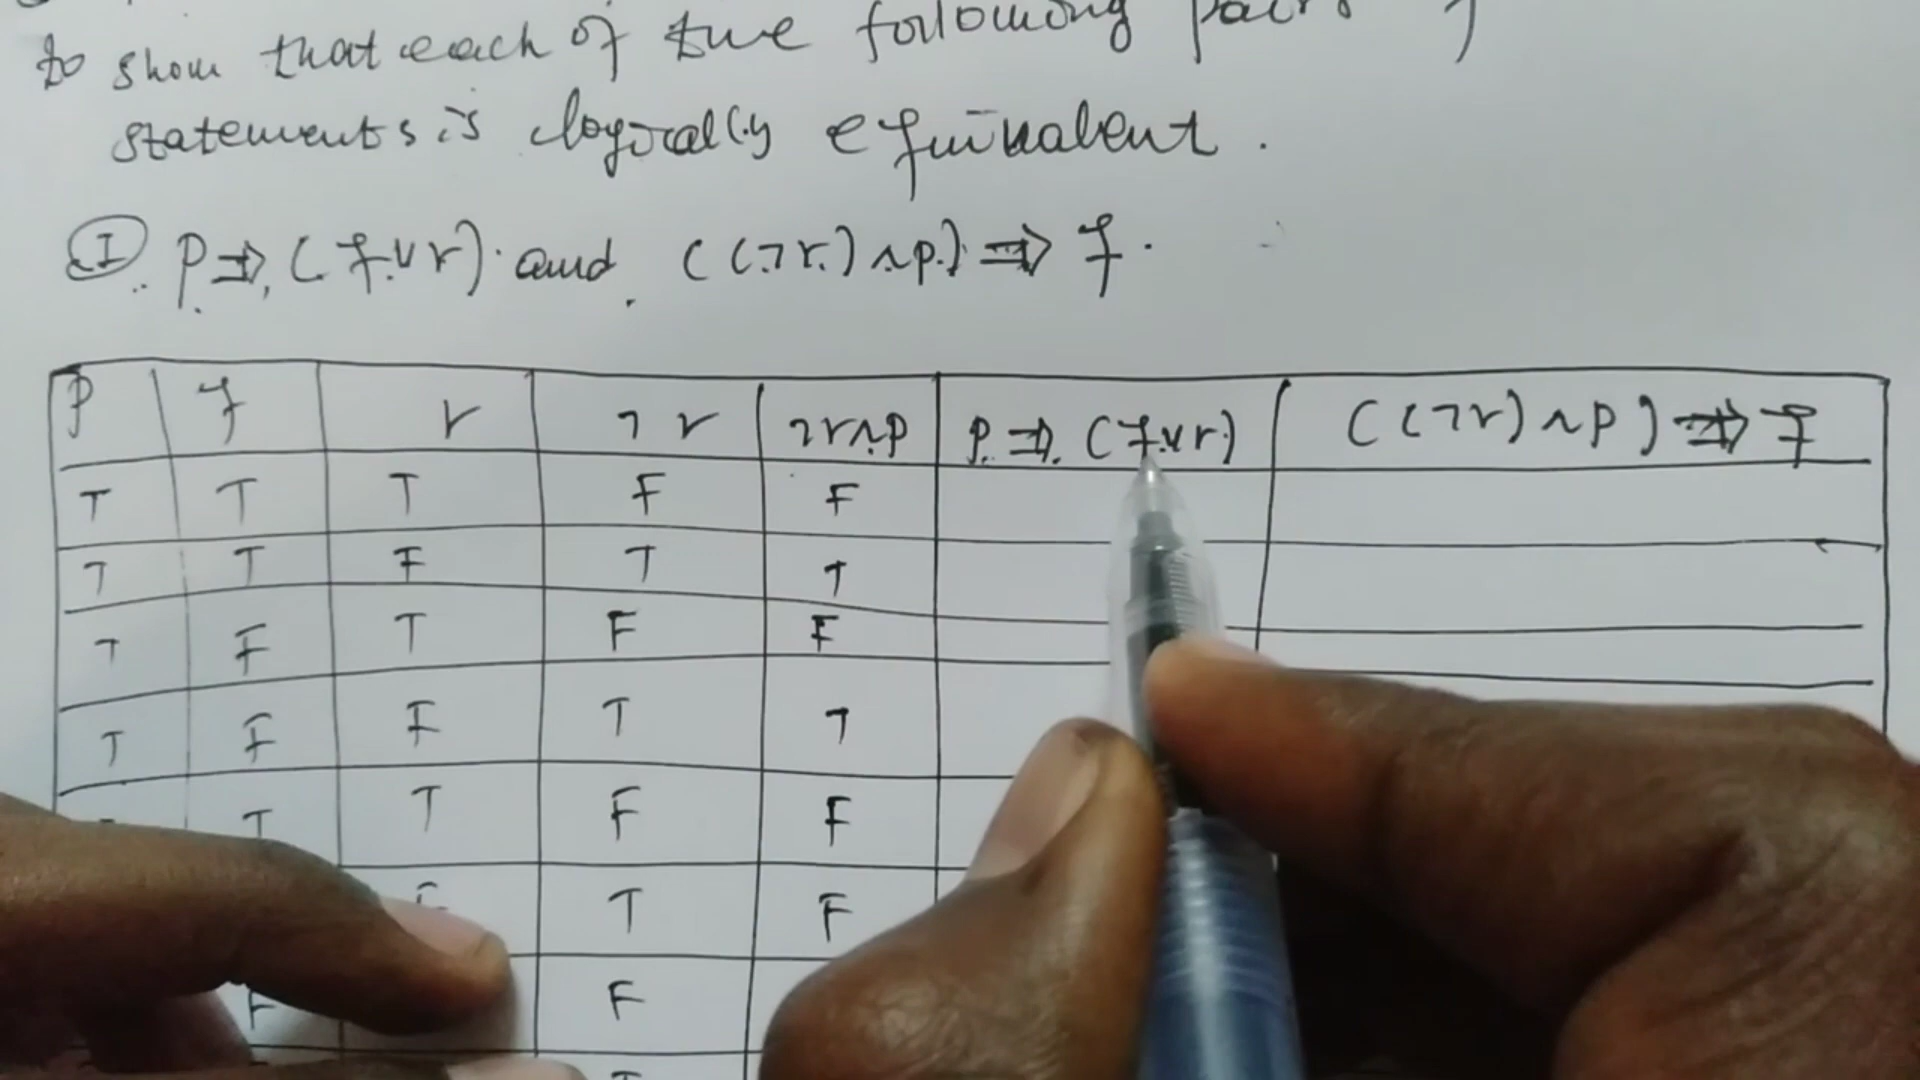 to show that each of the following pairs of
statements is logically equivalent.
I p ⇒ (q ∨ r) and ((¬r) ∧ p) ⇒ q.
p q r ¬r ¬r∧p p ⇒ (q∨r) ((¬r) ∧ p) ⇒ q
T T T F F
T T F T T
T F T F F
T F F T T
T T F F
F T F
F F